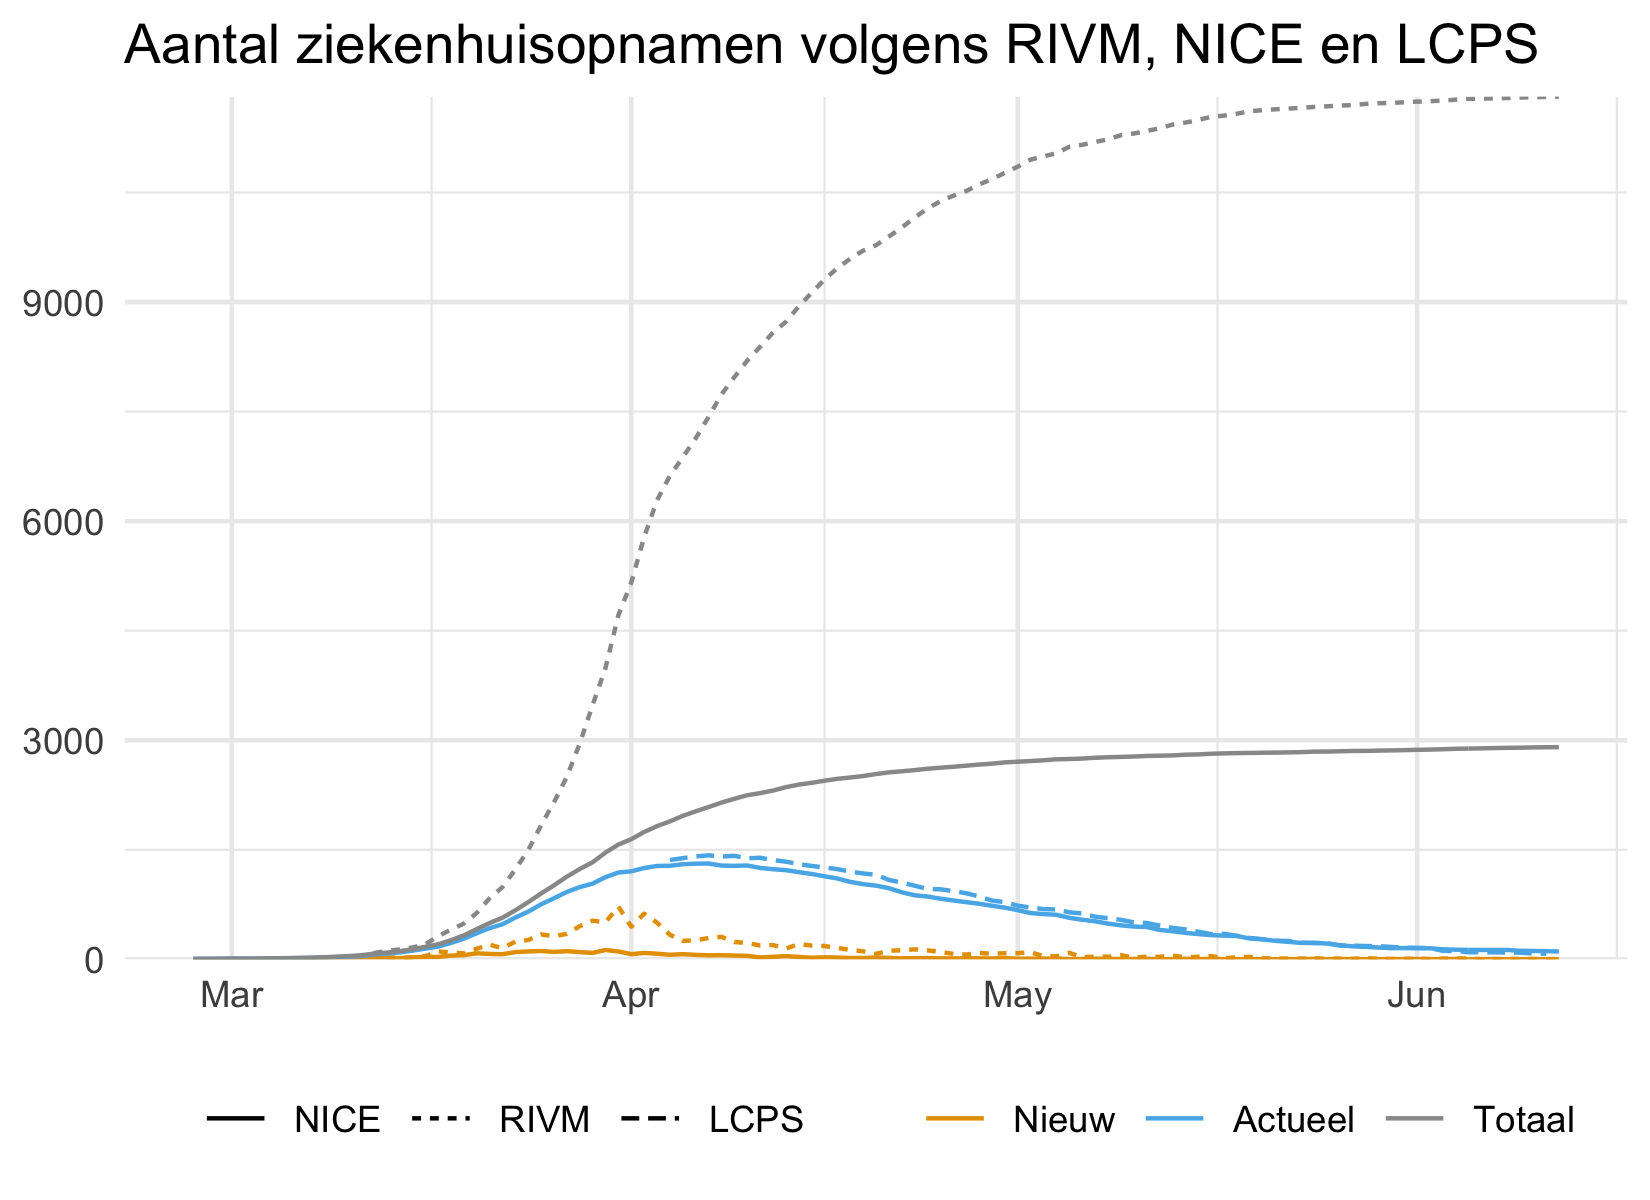 Aantal ziekenhuisopnamen volgens RIVM, NICE en LCPS
9000
6000
3000
0
Mar Apr May Jun
NICE RIVM LCPS Nieuw Actueel Totaal